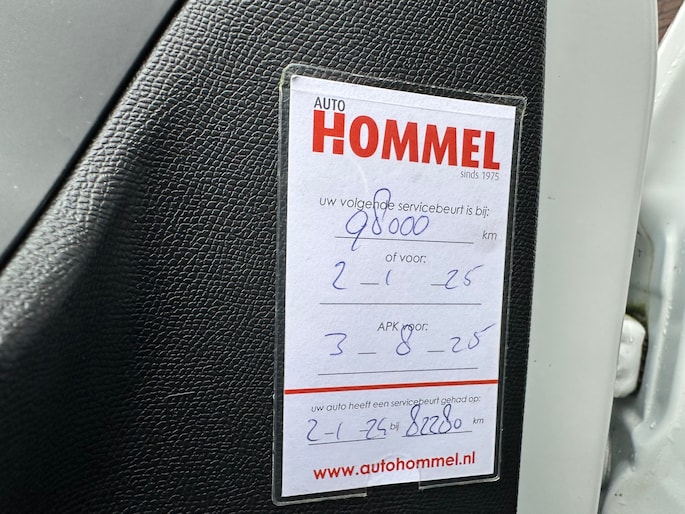 AUTO
HOMMEL
sinds 1975
uw volgende servicebeurt is bij:
98000 km
of voor:
2-1-25
APK voor:
3-8-25
uw auto heeft een servicebeurt gehad op:
2-1-24 bij 82280 km
www.autohommel.nl